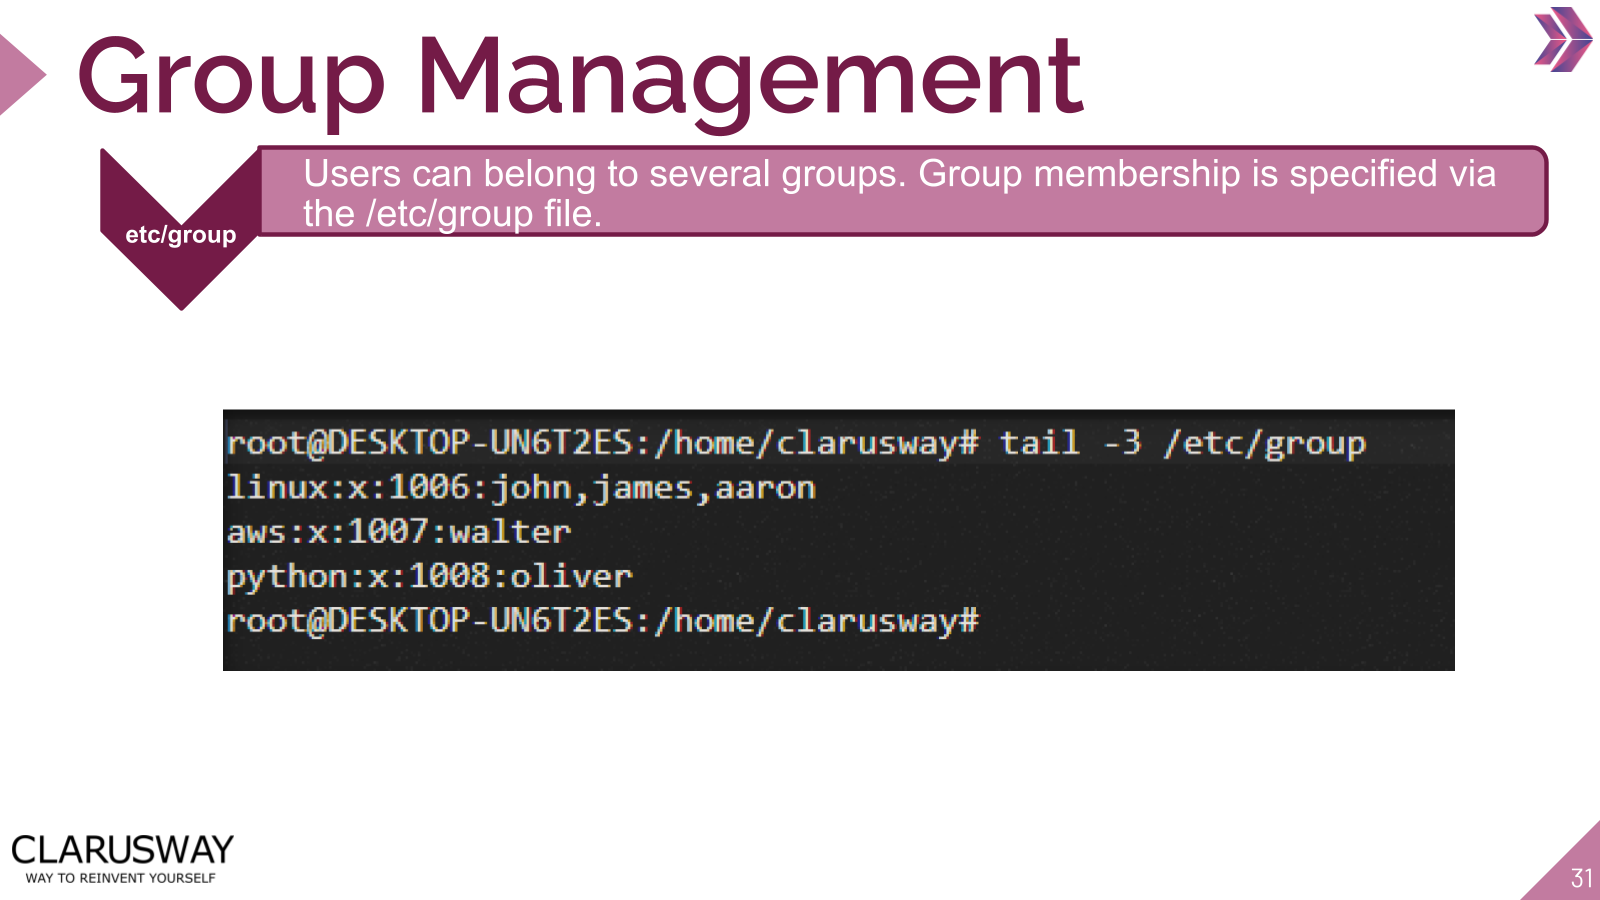 Group Management
Users can belong to several groups. Group membership is specified via
the /etc/group file.
etc/group
root@DESKTOP-UN6T2ES:/home/clarusway# tail -3 /etc/group
linux:x:1006:john,james,aaron
aws:x:1007:walter
python:x:1008:oliver
root@DESKTOP-UN6T2ES:/home/clarusway#
CLARUSWAY
WAY TO REINVENT YOURSELF
31